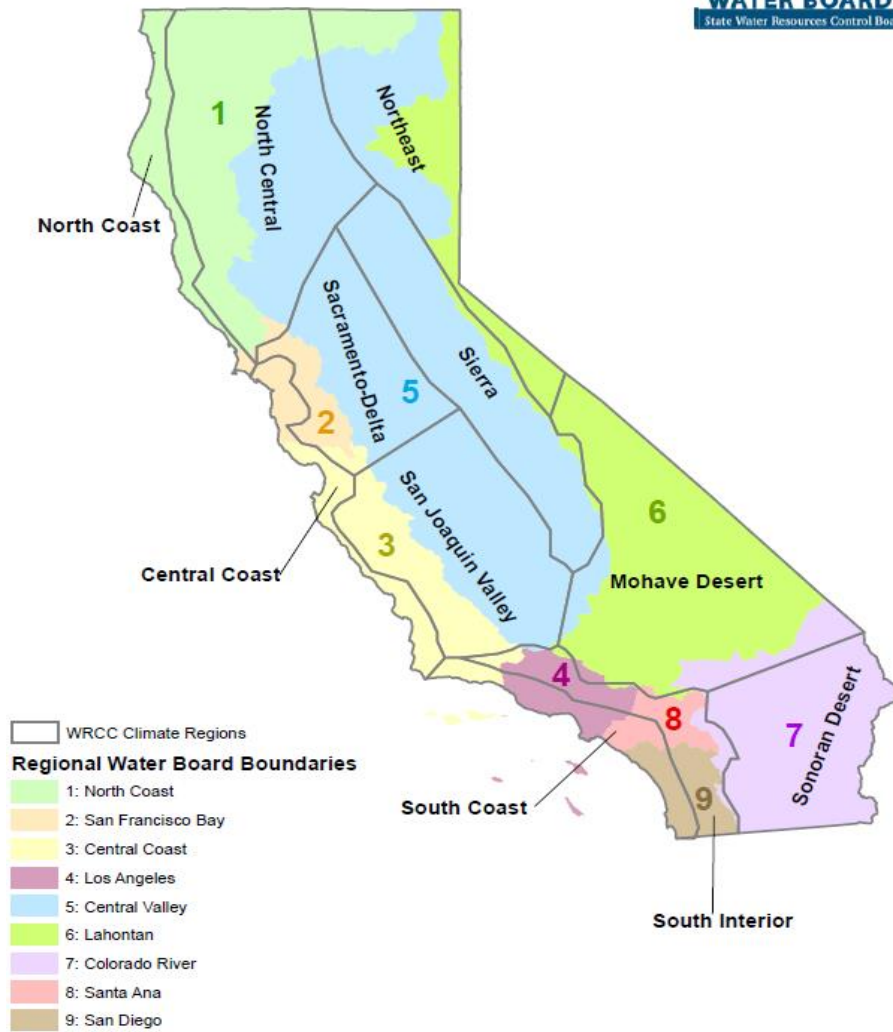 WATER BOARDS
State Water Resources Control Boa
1
North Central
Northeast
North Coast
Sacramento-Delta
Sierra
5
2
San Joaquin Valley
6
3
Central Coast
Mohave Desert
4
8
7
Sonoran Desert
South Coast
9
South Interior
WRCC Climate Regions
Regional Water Board Boundaries
1: North Coast
2: San Francisco Bay
3: Central Coast
4: Los Angeles
5: Central Valley
6: Lahontan
7: Colorado River
8: Santa Ana
9: San Diego